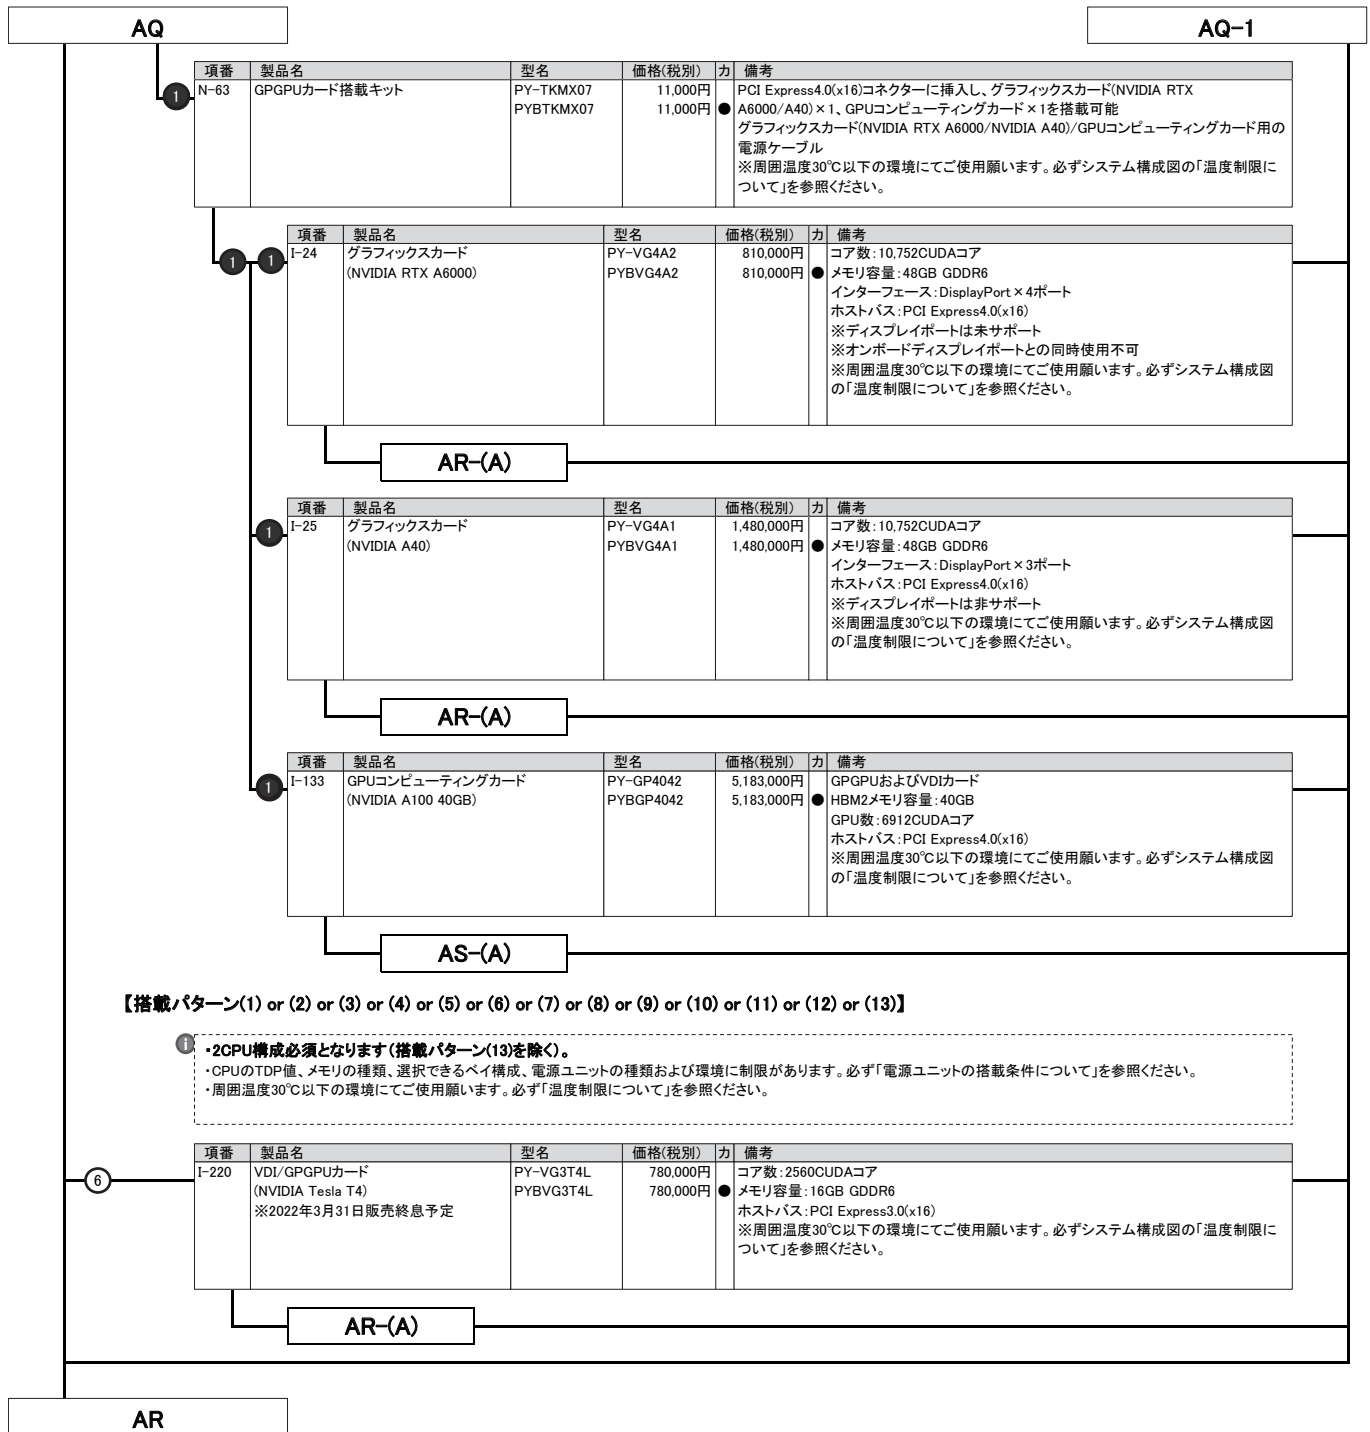 AQ
AQ-1
項番 製品名 型名 価格(税別) カ 備考
1 N-63 GPGPUカード搭載キット PY-TKMX07 11,000円 PCI Express4.0(x16)コネクターに挿入し、グラフィックスカード(NVIDIA RTX
PYBTKMX07 11,000円 ● A6000/A40)×1、GPUコンピューティングカード×1を搭載可能
グラフィックスカード(NVIDIA RTX A6000/NVIDIA A40)/GPUコンピューティングカード用の
電源ケーブル
※周囲温度30℃以下の環境にてご使用願います。必ずシステム構成図の「温度制限に
ついて」を参照ください。
項番 製品名 型名 価格(税別) カ 備考
1 1 I-24 グラフィックスカード PY-VG4A2 810,000円 コア数：10,752CUDAコア
(NVIDIA RTX A6000) PYBVG4A2 810,000円 ● メモリ容量：48GB GDDR6
インターフェース：DisplayPort×4ポート
ホストバス：PCI Express4.0(x16)
※ディスプレイポートは未サポート
※オンボードディスプレイポートとの同時使用不可
※周囲温度30℃以下の環境にてご使用願います。必ずシステム構成図
の「温度制限について」を参照ください。
AR-(A)
項番 製品名 型名 価格(税別) カ 備考
1 I-25 グラフィックスカード PY-VG4A1 1,480,000円 コア数：10,752CUDAコア
(NVIDIA A40) PYBVG4A1 1,480,000円 ● メモリ容量：48GB GDDR6
インターフェース：DisplayPort×3ポート
ホストバス：PCI Express4.0(x16)
※ディスプレイポートは非サポート
※周囲温度30℃以下の環境にてご使用願います。必ずシステム構成図
の「温度制限について」を参照ください。
AR-(A)
項番 製品名 型名 価格(税別) カ 備考
1 I-133 GPUコンピューティングカード PY-GP4042 5,183,000円 GPGPUおよびVDIカード
(NVIDIA A100 40GB) PYBGP4042 5,183,000円 ● HBM2メモリ容量：40GB
GPU数：6912CUDAコア
ホストバス：PCI Express4.0(x16)
※周囲温度30℃以下の環境にてご使用願います。必ずシステム構成図
の「温度制限について」を参照ください。
AS-(A)
【搭載パターン(1) or (2) or (3) or (4) or (5) or (6) or (7) or (8) or (9) or (10) or (11) or (12) or (13)】
i ・2CPU構成必須となります(搭載パターン(13)を除く)。
・CPUのTDP値、メモリの種類、選択できるベイ構成、電源ユニットの種類および環境に制限があります。必ず「電源ユニットの搭載条件について」を参照ください。
・周囲温度30℃以下の環境にてご使用願います。必ず「温度制限について」を参照ください。
項番 製品名 型名 価格(税別) カ 備考
6 I-220 VDI/GPGPUカード PY-VG3T4L 780,000円 コア数：2560CUDAコア
(NVIDIA Tesla T4) PYBVG3T4L 780,000円 ● メモリ容量：16GB GDDR6
※2022年3月31日販売終息予定 ホストバス：PCI Express3.0(x16)
※周囲温度30℃以下の環境にてご使用願います。必ずシステム構成図の「温度制限に
ついて」を参照ください。
AR-(A)
AR